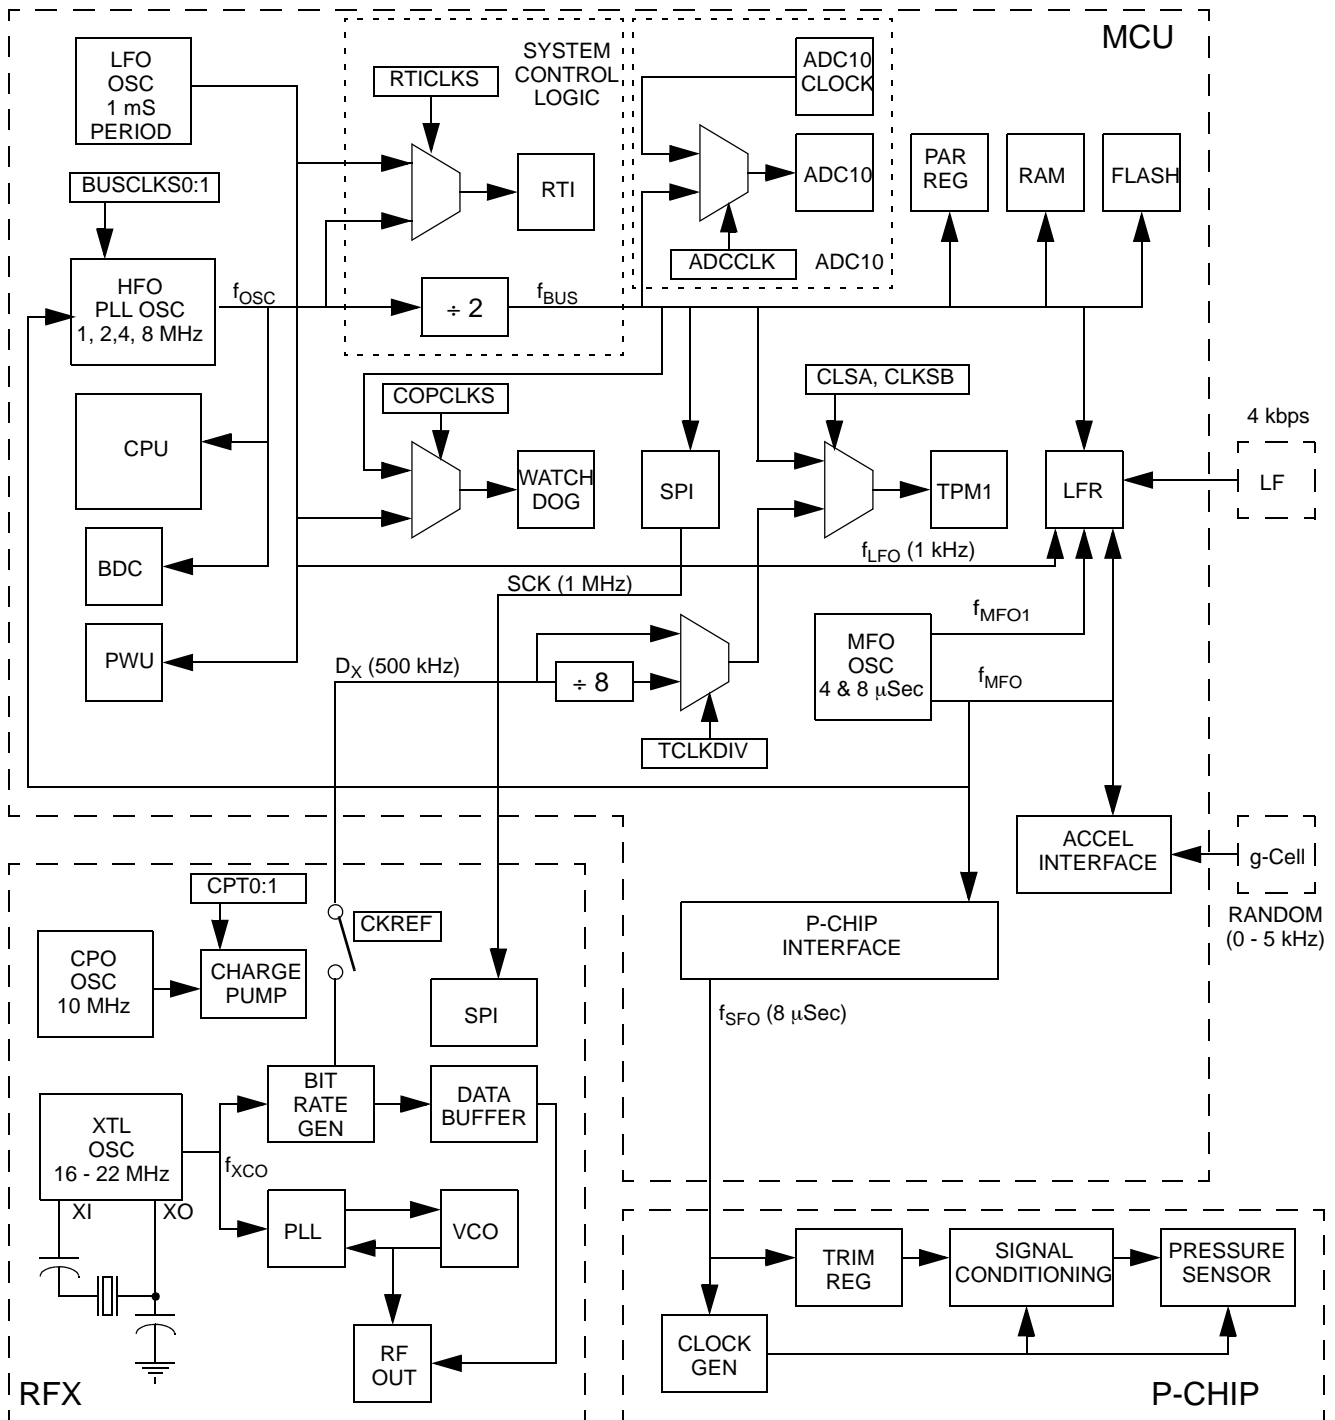 MCU
LFO
OSC
1 mS
PERIOD
SYSTEM
CONTROL
LOGIC
RTICLKS
ADC10
CLOCK
BUSCLKS0:1
RTI
ADC10
PAR
REG
RAM
FLASH
ADCCLK
ADC10
HFO
PLL OSC
1, 2,4, 8 MHz
fOSC
÷ 2
fBUS
COPCLKS
CLSA, CLKSB
4 kbps
CPU
WATCH
DOG
SPI
TPM1
LFR
LF
BDC
fLFO (1 kHz)
SCK (1 MHz)
fMFO1
PWU
DX (500 kHz)
÷ 8
MFO
OSC
4 & 8 μSec
fMFO
TCLKDIV
ACCEL
INTERFACE
g-Cell
RANDOM
(0 - 5 kHz)
CPT0:1
CKREF
P-CHIP
INTERFACE
CPO
OSC
10 MHz
CHARGE
PUMP
SPI
fSFO (8 μSec)
BIT
RATE
GEN
DATA
BUFFER
XTL
OSC
16 - 22 MHz
fXCO
XI
XO
PLL
VCO
TRIM
REG
SIGNAL
CONDITIONING
PRESSURE
SENSOR
RF
OUT
CLOCK
GEN
RFX
P-CHIP